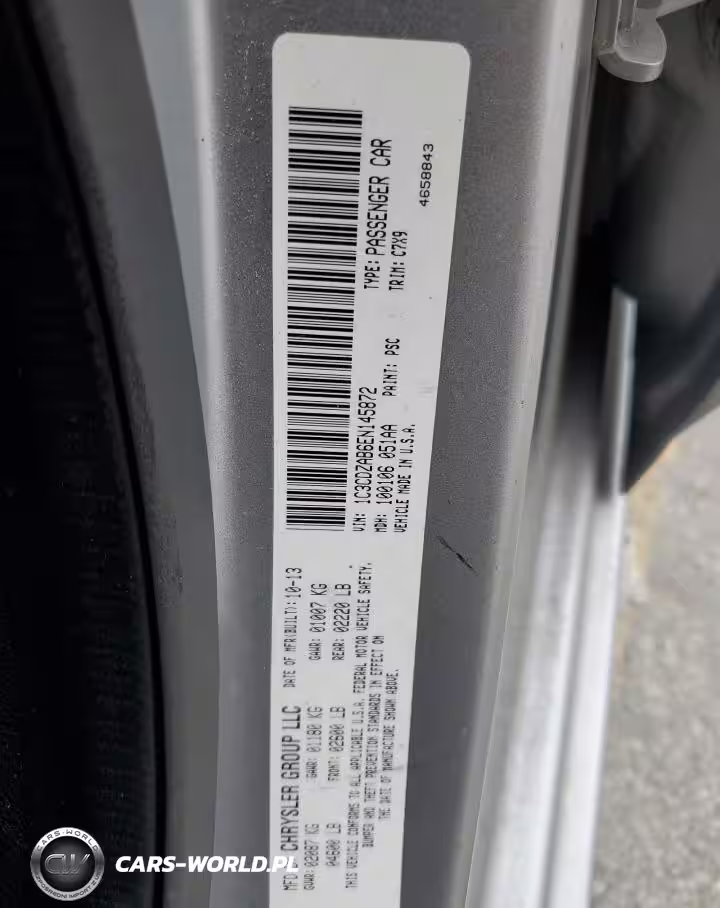 MFD BY CHRYSLER GROUP LLC
DATE OF MFR(BUILT): 10-13
GVWR: 02087 KG
GAWR: 01180 KG
GAWR: 01007 KG
04600 LB
FRONT: 02600 LB
REAR: 02220 LB
THIS VEHICLE CONFORMS TO ALL APPLICABLE U.S.A. FEDERAL MOTOR VEHICLE SAFETY,
BUMPER AND THEFT PREVENTION STANDARDS IN EFFECT ON
THE DATE OF MANUFACTURE SHOWN ABOVE.
VIN: 1C3CDZAB6EN145872
TYPE: PASSENGER CAR
MDH: 100106 051AA
PAINT: PSC
TRIM: C7X9
VEHICLE MADE IN U.S.A.
4658843
CARS-WORLD.PL
CARS-WORLD
CW